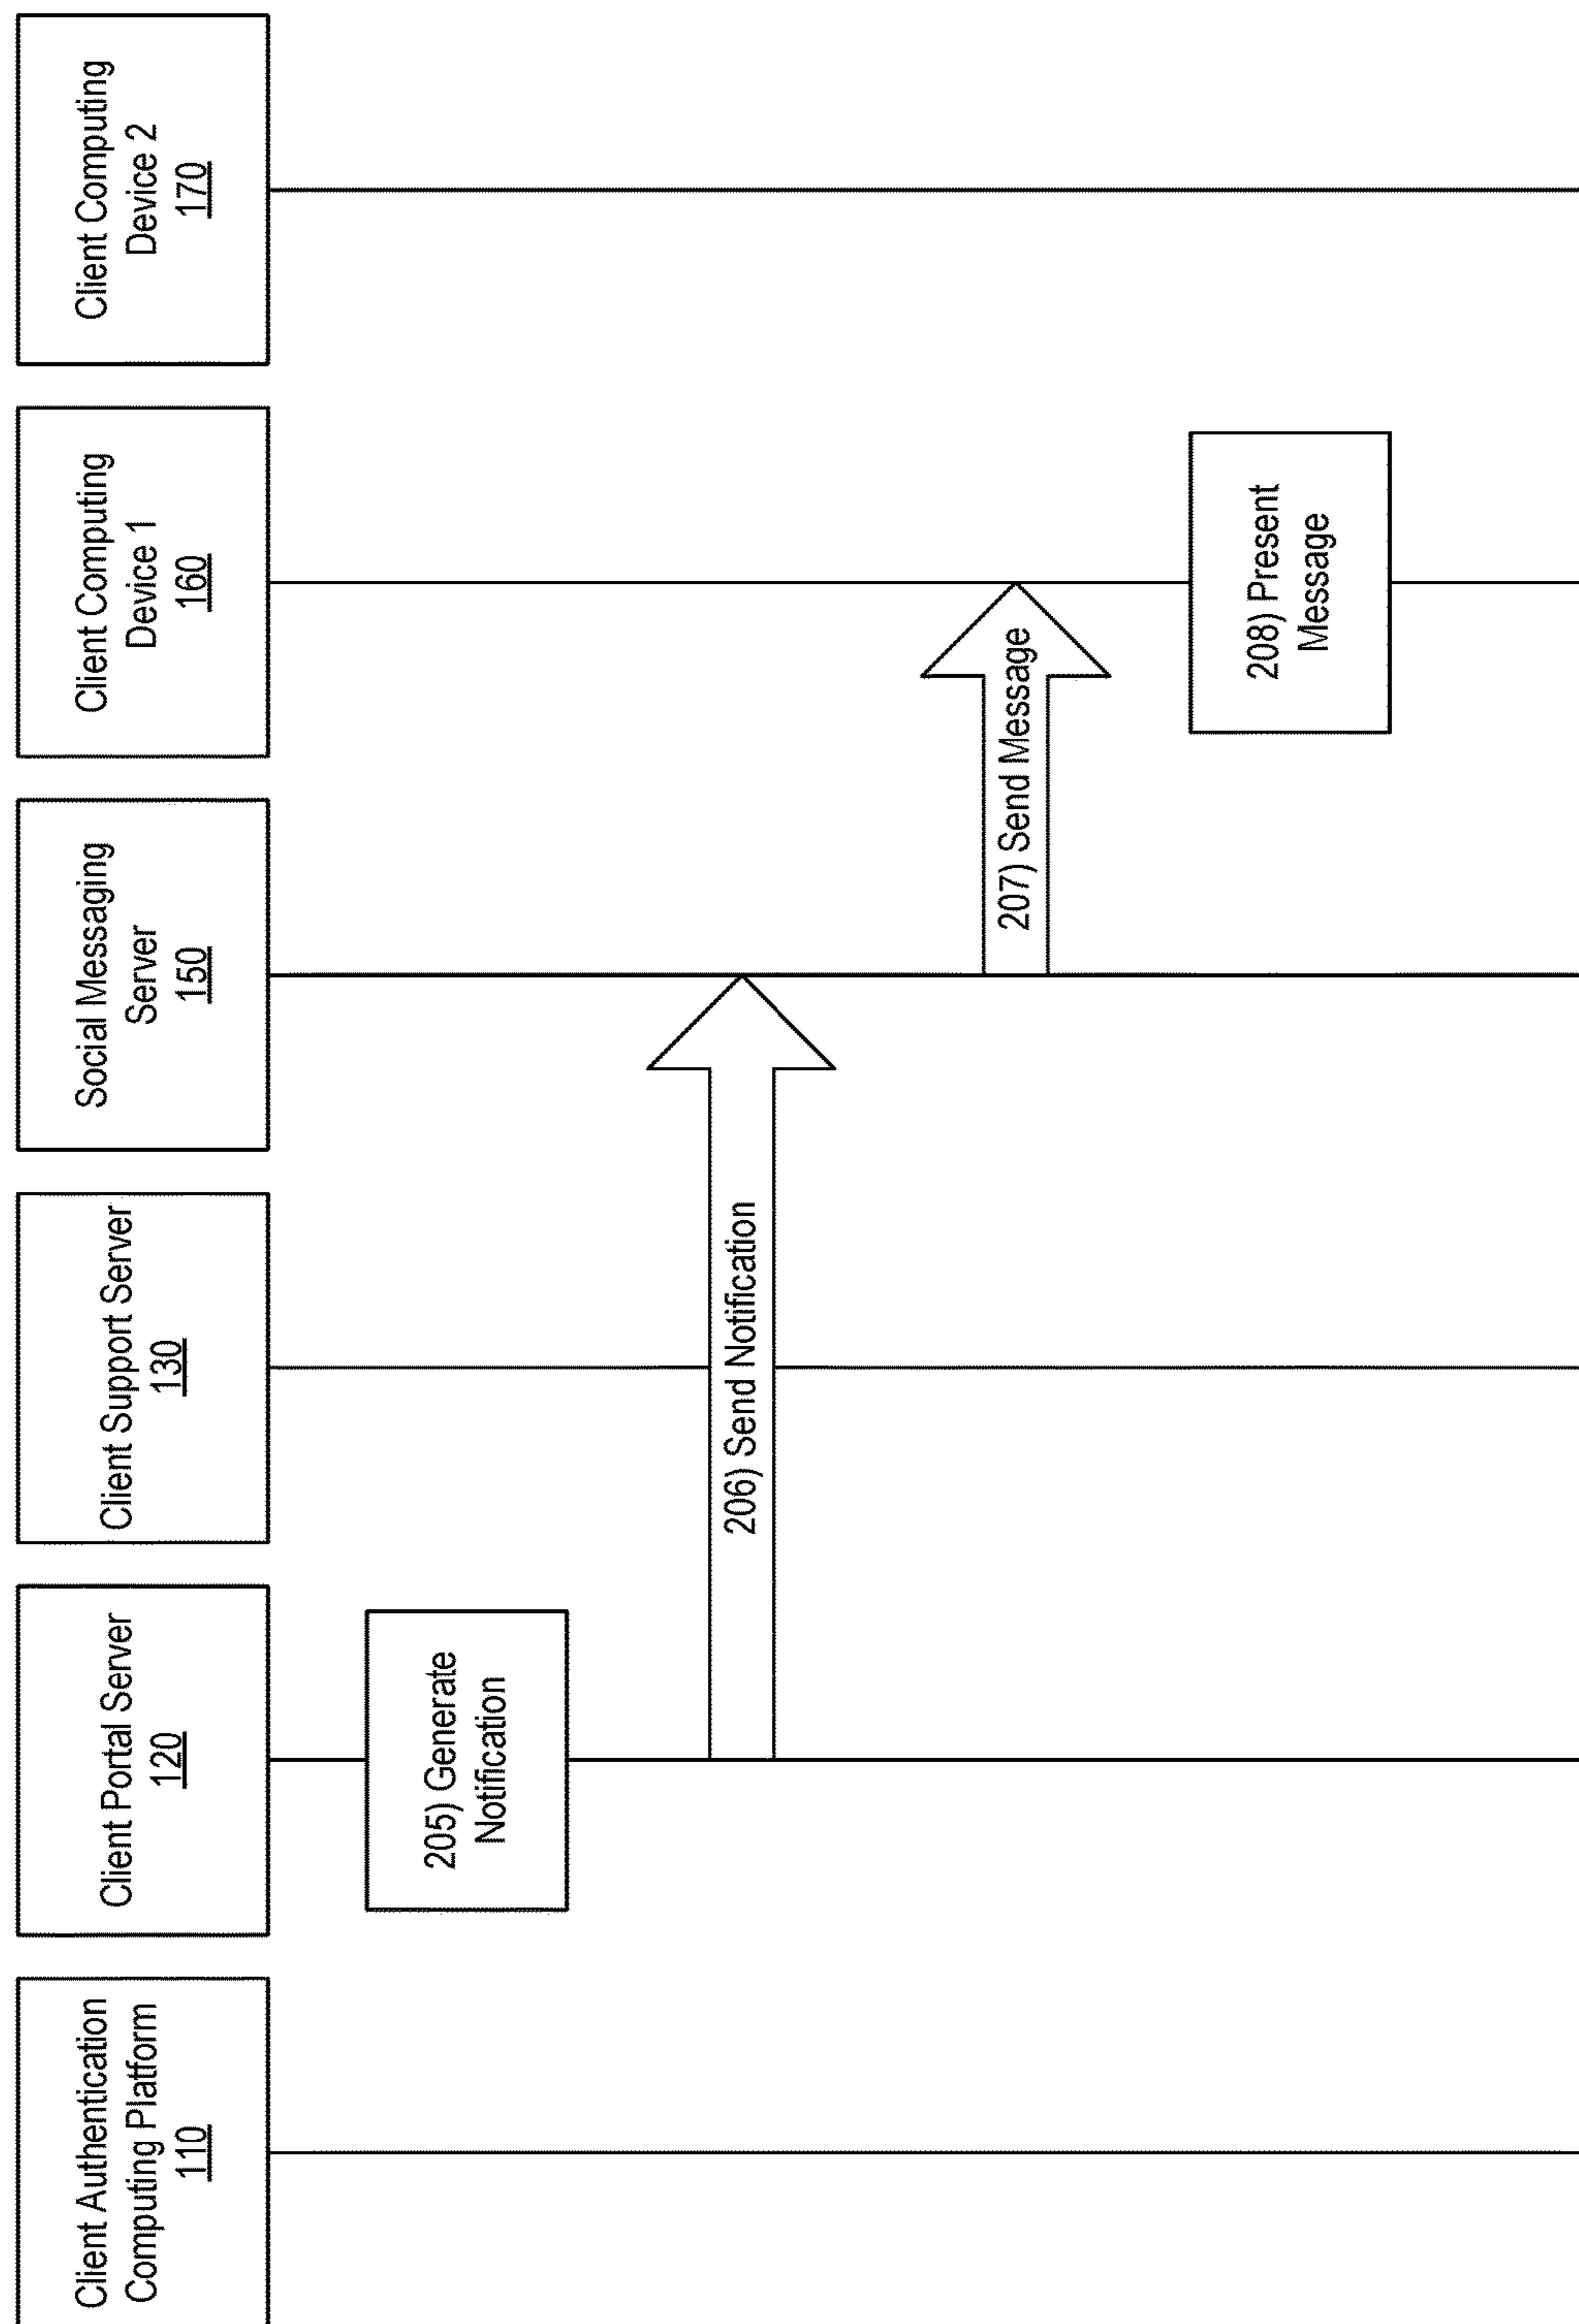 Client Authentication
Computing Platform
110
Client Portal Server
120
Client Support Server
130
Social Messaging
Server
150
Client Computing
Device 1
160
Client Computing
Device 2
170
205) Generate
Notification
206) Send Notification
207) Send Message
208) Present
Message